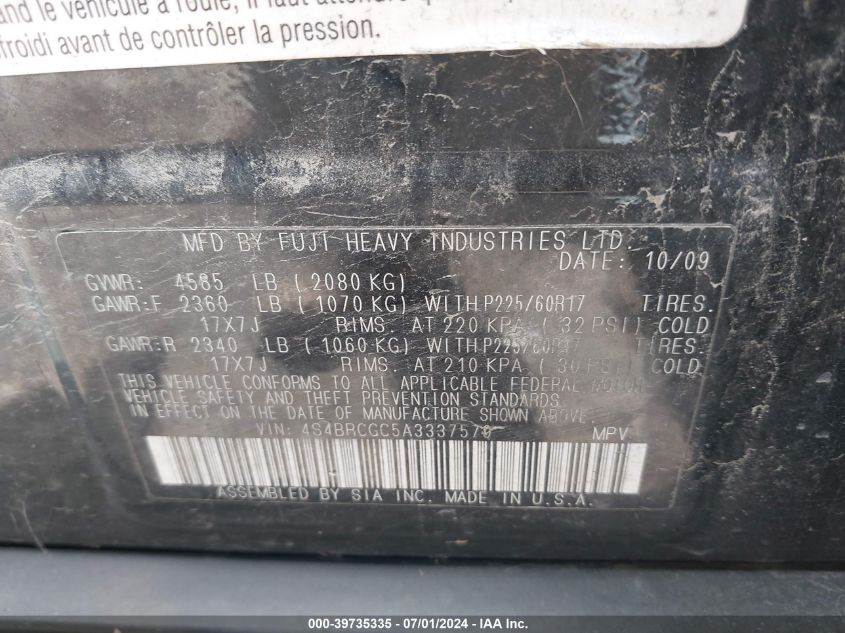 and le véhicule a roulé, il faut attendre
froidi avant de contrôler la pression.
MFD BY FUJI HEAVY INDUSTRIES LTD.
DATE: 10/09
GVWR: 4585 LB ( 2080 KG)
GAWR:F 2360 LB ( 1070 KG) WITH P225/60R17 TIRES.
17X7J RIMS. AT 220 KPA ( 32 PSI) COLD
GAWR:R 2340 LB ( 1060 KG) WITH P225/60R17 TIRES.
17X7J RIMS. AT 210 KPA ( 30 PSI) COLD.
THIS VEHICLE CONFORMS TO ALL APPLICABLE FEDERAL MOTOR
VEHICLE SAFETY AND THEFT PREVENTION STANDARDS
IN EFFECT ON THE DATE OF MANUFACTURE SHOWN ABOVE.
VIN: 4S4BRCGC5A3337579 MPV
ASSEMBLED BY SIA INC. MADE IN U.S.A.
000-39735335 - 07/01/2024 - IAA Inc.